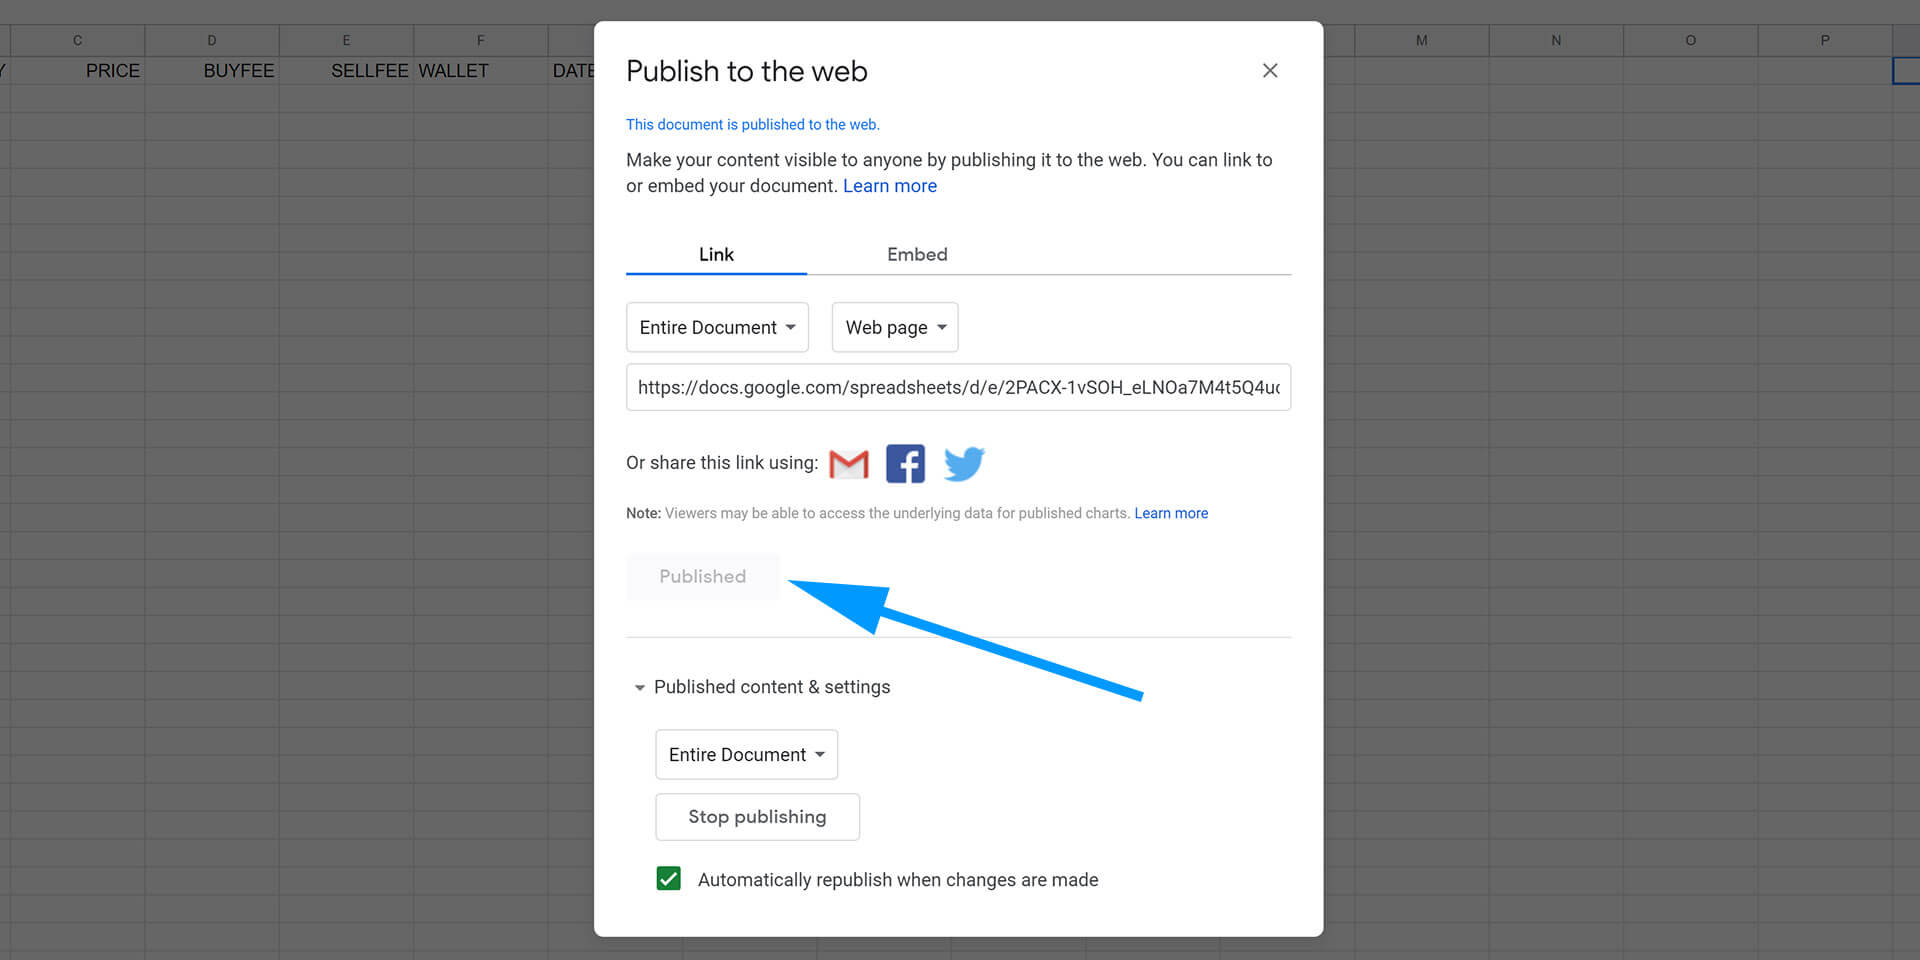 C D E F M N O P
PRICE BUYFEE SELLFEE WALLET
Publish to the web
This document is published to the web.
Make your content visible to anyone by publishing it to the web. You can link to
or embed your document. Learn more
Link Embed
Entire Document Web page
https://docs.google.com/spreadsheets/d/e/2PACX-1vSOH_eLNOa7M4t5Q4u
Or share this link using:
Note: Viewers may be able to access the underlying data for published charts. Learn more
Published
Published content & settings
Entire Document
Stop publishing
Automatically republish when changes are made